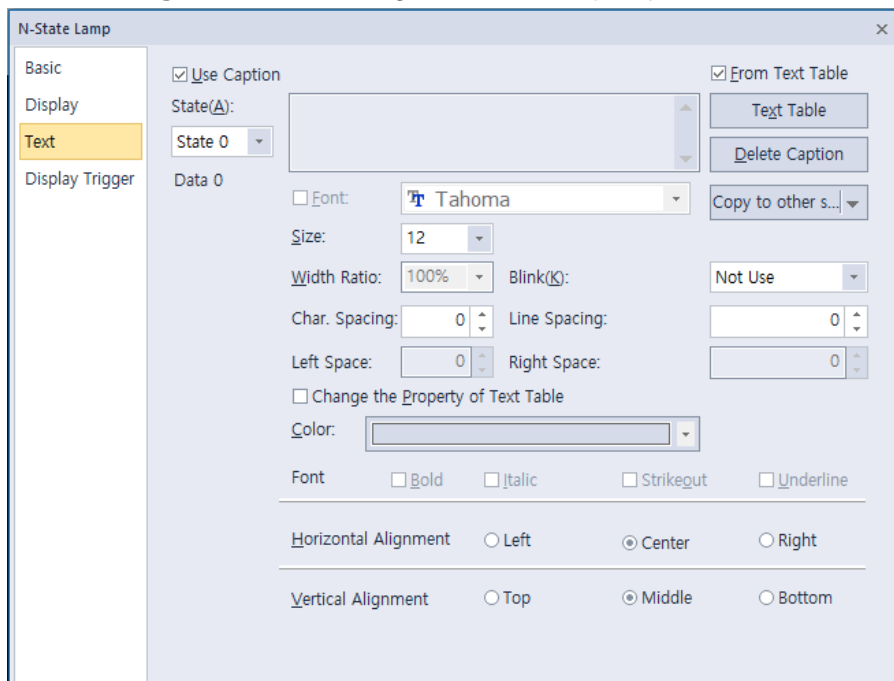 N-State Lamp
Basic
Display
Text
Display Trigger
Use Caption
From Text Table
State(A):
State 0
Data 0
Text Table
Delete Caption
Copy to other s...
Font:
Tahoma
Size:
12
Width Ratio:
100%
Blink(K):
Not Use
Char. Spacing:
0
Line Spacing:
0
Left Space:
0
Right Space:
0
Change the Property of Text Table
Color:
Font
Bold
Italic
Strikeout
Underline
Horizontal Alignment
Left
Center
Right
Vertical Alignment
Top
Middle
Bottom